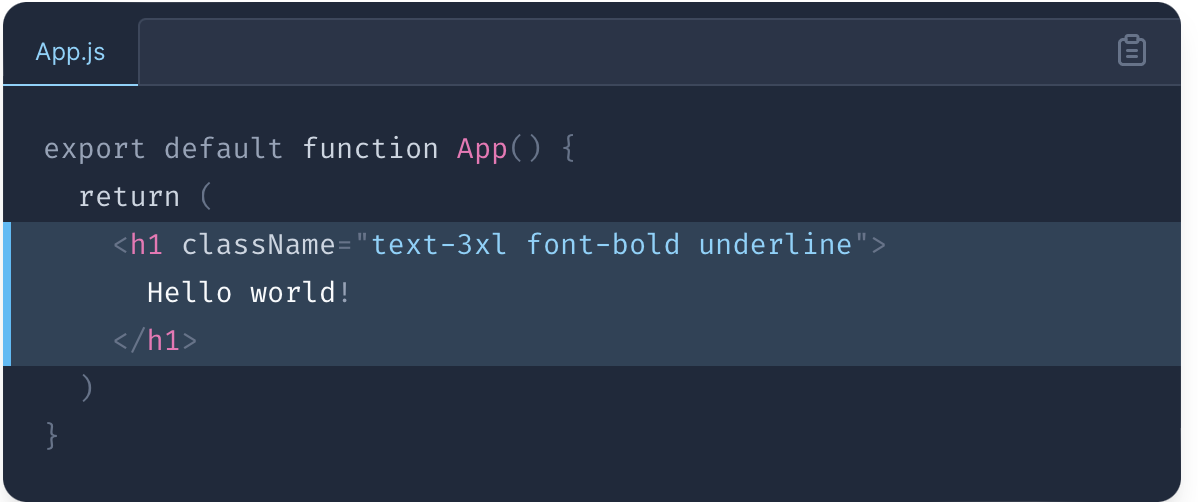 App.js
export default function App() {
  return (
    <h1 className="text-3xl font-bold underline">
      Hello world!
    </h1>
  )
}